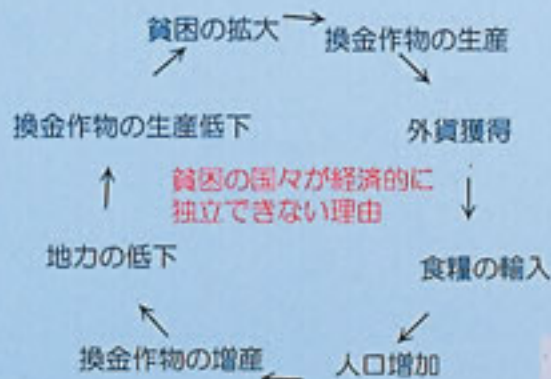 貧困の拡大
換金作物の生産
外貨獲得
食糧の輸入
人口増加
換金作物の増産
地力の低下
換金作物の生産低下
貧困の国々が経済的に
独立できない理由